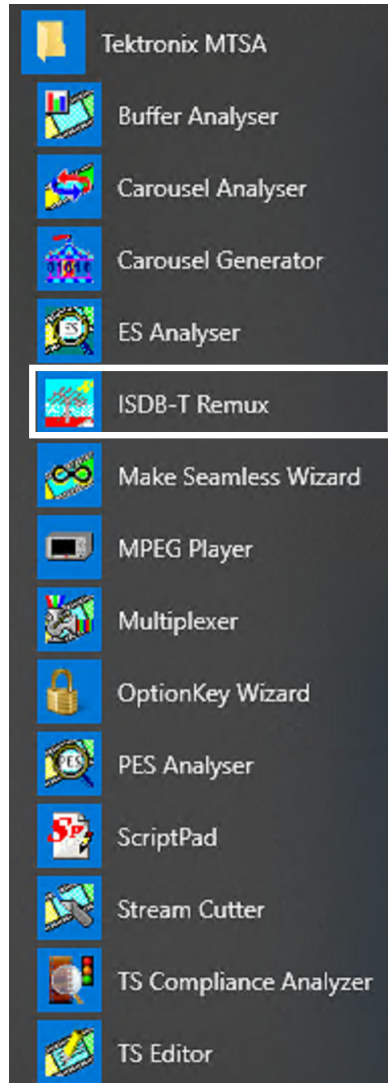 Tektronix MTSA
Buffer Analyser
Carousel Analyser
Carousel Generator
ES Analyser
ISDB-T Remux
Make Seamless Wizard
MPEG Player
Multiplexer
OptionKey Wizard
PES Analyser
ScriptPad
Stream Cutter
TS Compliance Analyzer
TS Editor